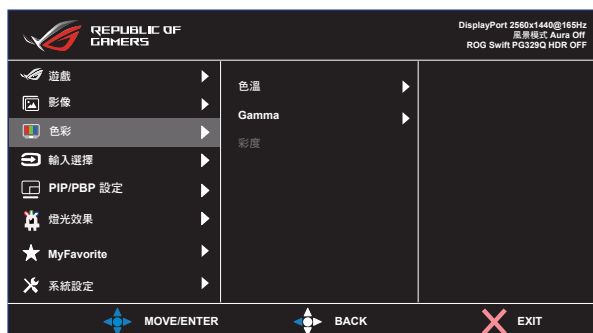 REPUBLIC OF
GAMERS
DisplayPort 2560x1440@165Hz
風景模式 Aura Off
ROG Swift PG329Q HDR OFF
遊戲
影像
色彩
輸入選擇
PIP/PBP 設定
燈光效果
MyFavorite
系統設定
色溫
Gamma
彩度
MOVE/ENTER
BACK
EXIT